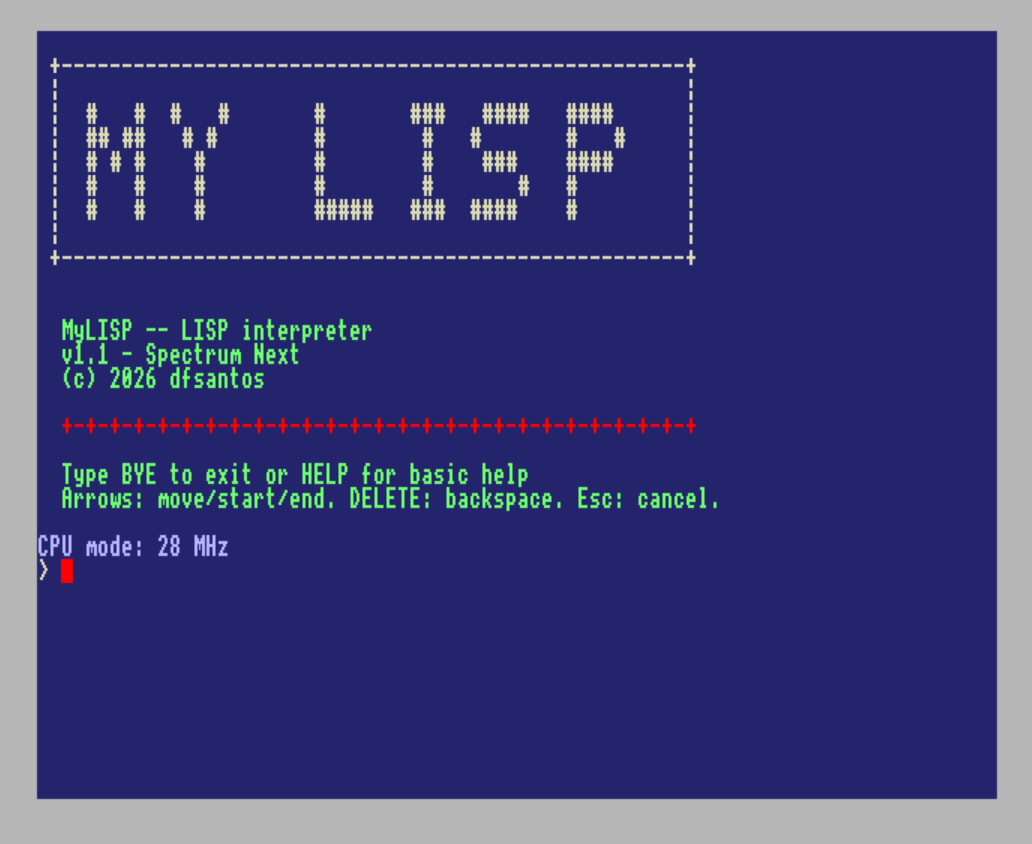 MY LISP
MyLISP -- LISP interpreter
v1.1 - Spectrum Next
(c) 2026 dfsantos
+-+-+-+-+-+-+-+-+-+-+-+-+-+-+-+-+-+-+-+-+-+-+-+-+-+-+
Type BYE to exit or HELP for basic help
Arrows: move/start/end. DELETE: backspace. Esc: cancel.
CPU mode: 28 MHz
>